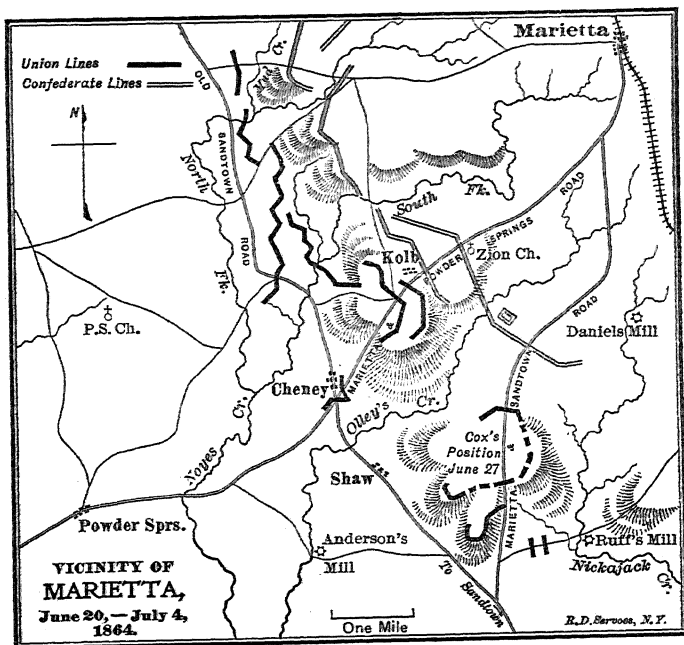 Marietta
Union Lines
Confederate Lines
N
OLD
SANDTOWN
ROAD
Cr.
North
Fk.
South
Fk.
ROAD
SPRINGS
POWDER
& 
MARIETTA
Kolb
Zion Ch.
P.S. Ch.
ROAD
SANDTOWN
&
MARIETTA
Daniels Mill
Cheney
Olley's Cr.
Noyes
Cr.
Cox's
Position
June 27
Shaw
Powder Sprs.
Anderson's
Mill
To
Sandtown
Ruff's Mill
Nickajack
Cr.
VICINITY OF
MARIETTA,
June 20,—July 4,
1864.
One Mile
R.D. Servoss, N.Y.